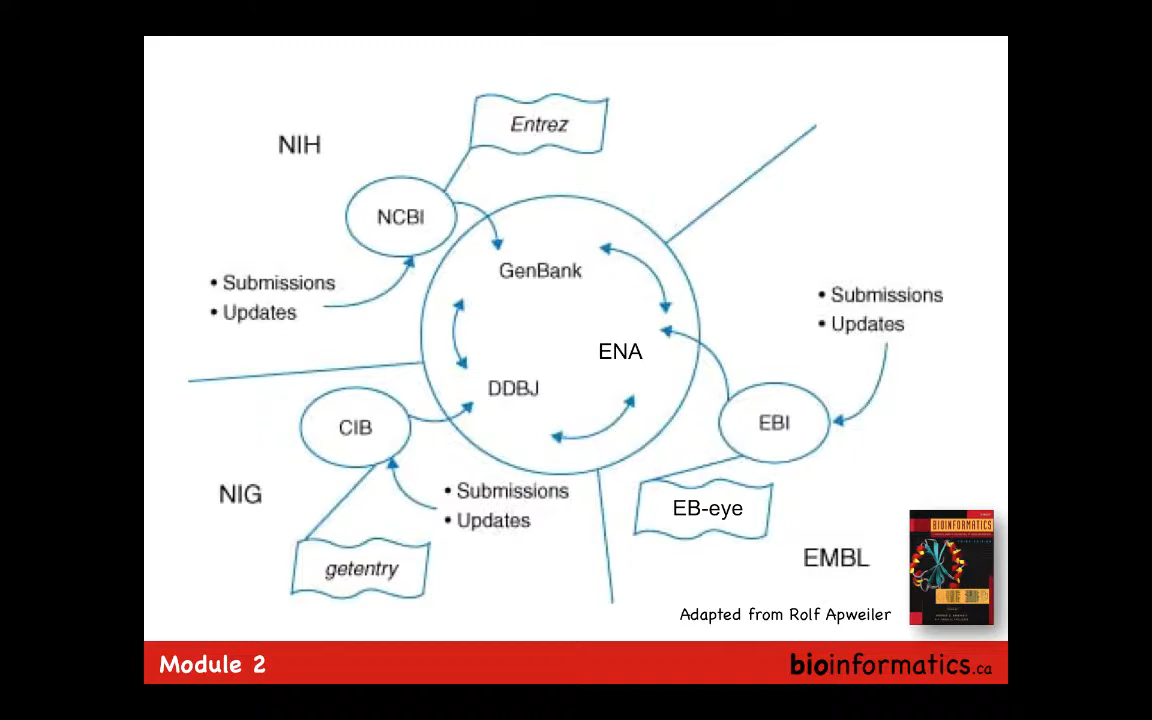 Entrez
NIH
NCBI
GenBank
• Submissions
• Updates
• Submissions
• Updates
ENA
DDBJ
CIB
EBI
NIG
• Submissions
• Updates
EB-eye
getentry
EMBL
BIOINFORMATICS
Adapted from Rolf Apweiler
Module 2
bioinformatics.ca